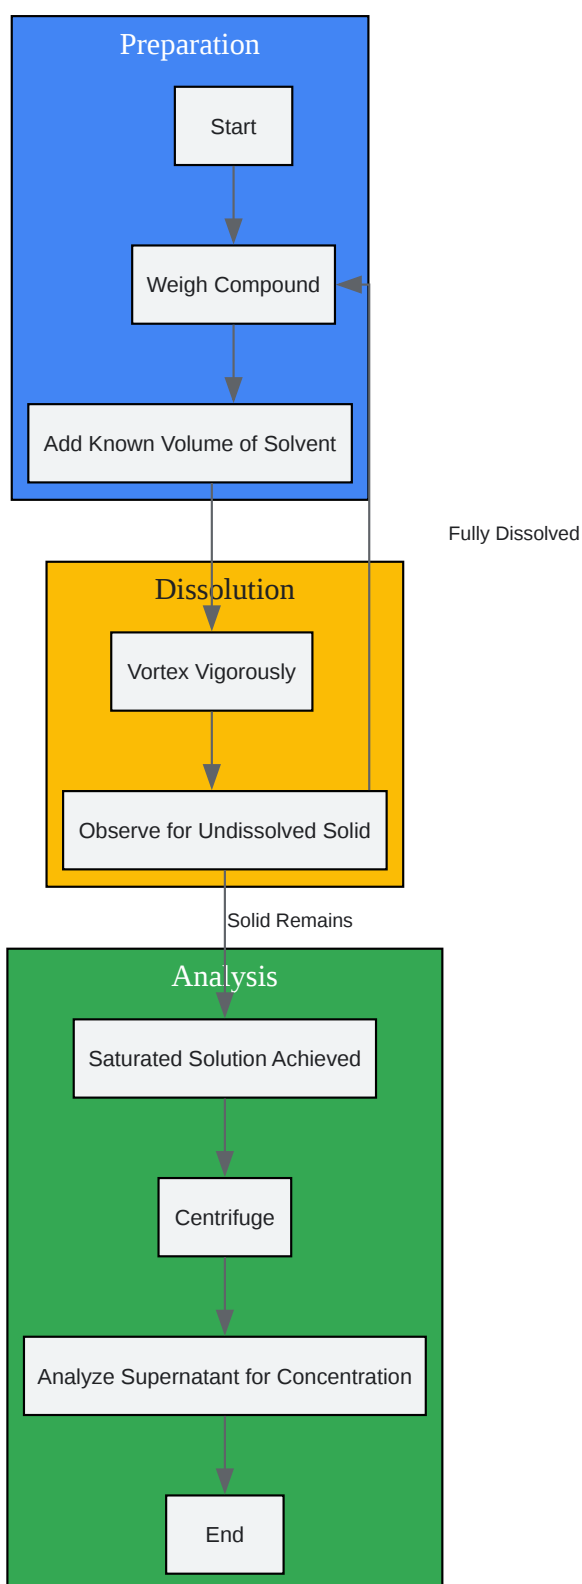 Preparation
Start
Weigh Compound
Add Known Volume of Solvent
Fully Dissolved
Dissolution
Vortex Vigorously
Observe for Undissolved Solid
Solid Remains
Analysis
Saturated Solution Achieved
Centrifuge
Analyze Supernatant for Concentration
End